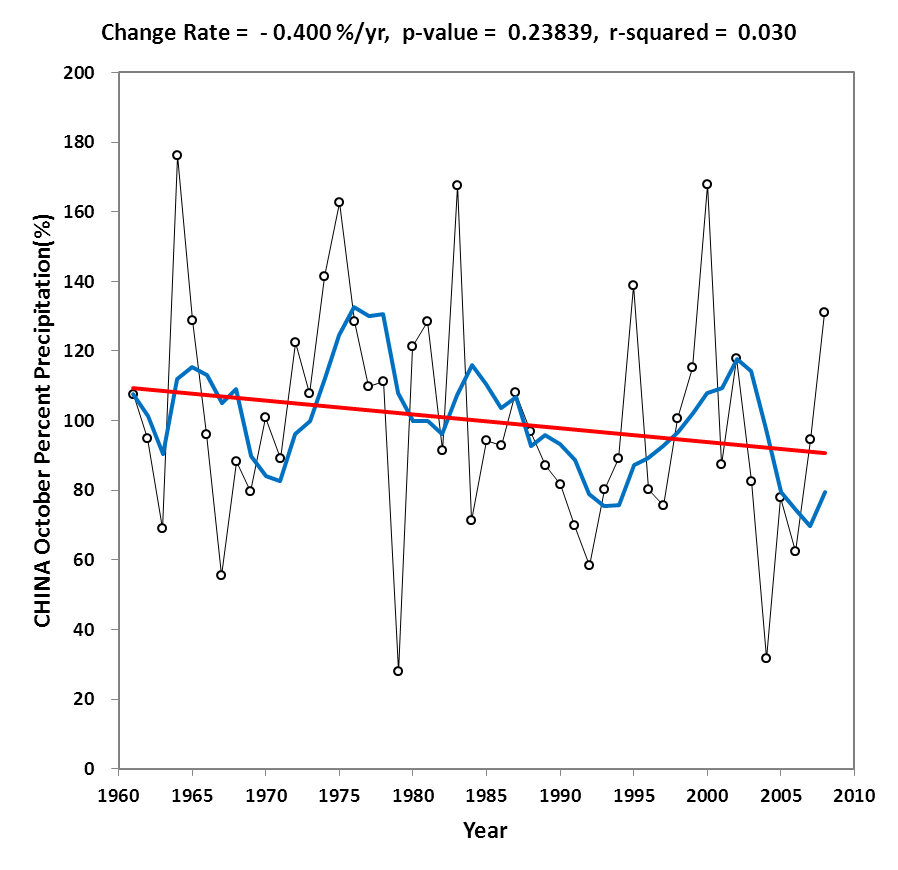 Change Rate = - 0.400 %/yr, p-value = 0.23839, r-squared = 0.030
200
180
160
140
120
100
80
60
40
20
0
CHINA October Percent Precipitation(%)
1960 1965 1970 1975 1980 1985 1990 1995 2000 2005 2010
Year